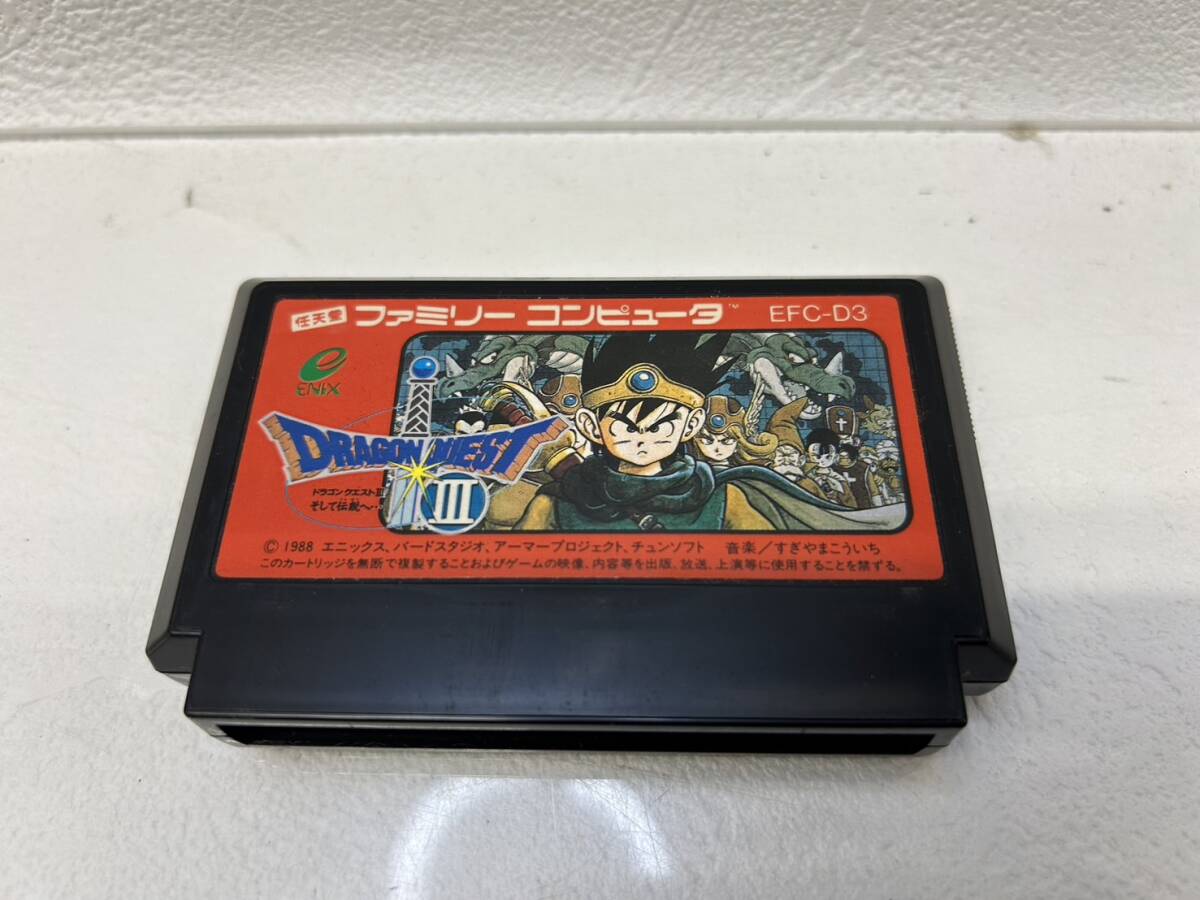 任天堂 ファミリー コンピュータ™ EFC-D3
ENIX
DRAGON QUEST
III
ドラゴンクエストIII
そして伝説へ…
© 1988 エニックス、バードスタジオ、アーマープロジェクト、チュンソフト 音楽/すぎやまこういち
このカートリッジを無断で複製することおよびゲームの映像、内容等を出版、放送、上演等に使用することを禁ずる。